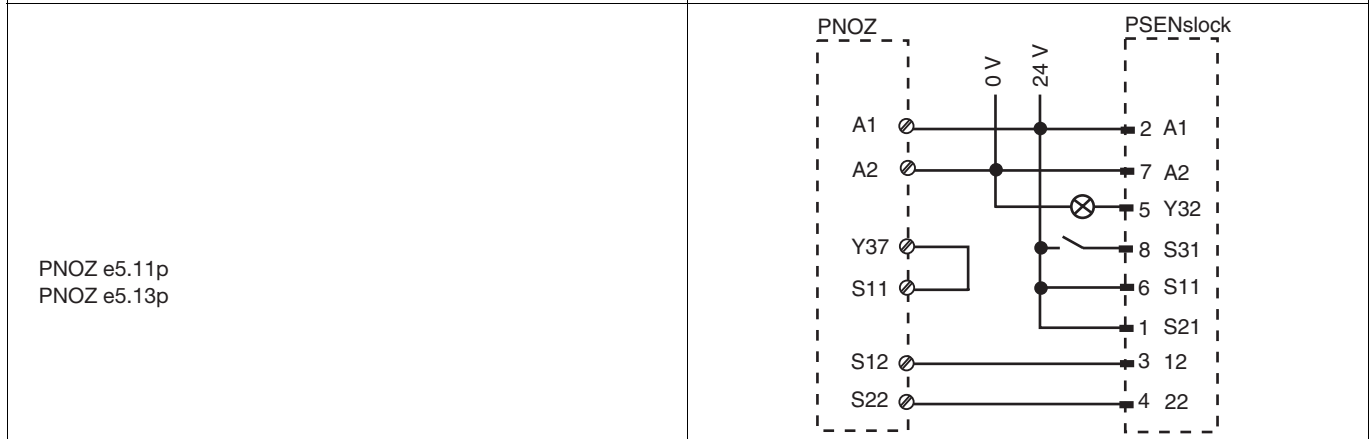 PNOZ e5.11p
PNOZ e5.13p
PNOZ
PSENslock
0 V
24 V
A1
2 A1
A2
7 A2
5 Y32
Y37
8 S31
S11
6 S11
1 S21
S12
3 12
S22
4 22